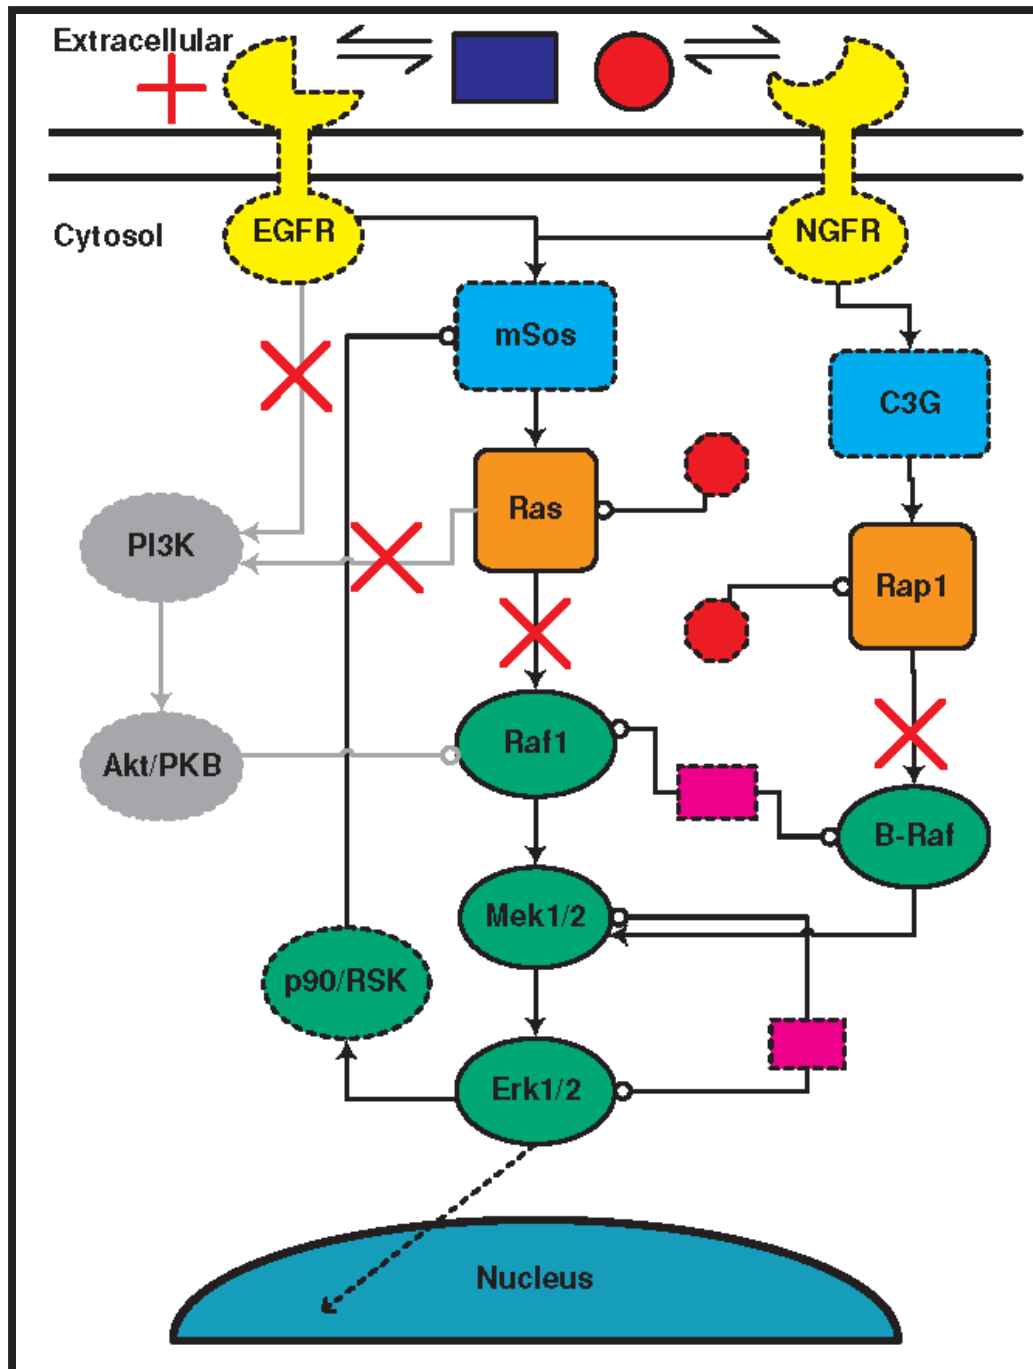 Extracellular
EGFR
NGFR
Cytosol
mSos
C3G
Ras
PI3K
Rap1
Raf1
Akt/PKB
B-Raf
Mek1/2
p90/RSK
Erk1/2
Nucleus